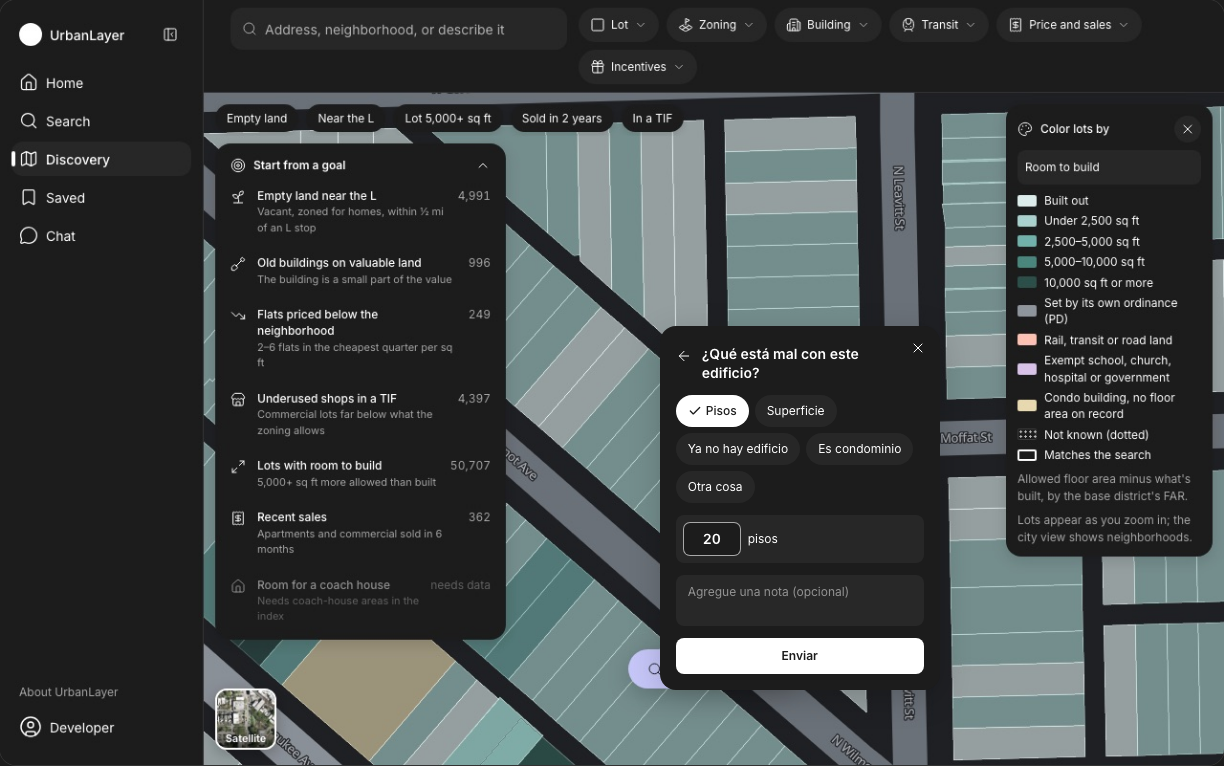 UrbanLayer
Home
Search
Discovery
Saved
Chat
About UrbanLayer
Developer
Address, neighborhood, or describe it
Lot
Zoning
Building
Transit
Price and sales
Incentives
Empty land
Near the L
Lot 5,000+ sq ft
Sold in 2 years
In a TIF
Start from a goal
Empty land near the L 4,991
Vacant, zoned for homes, within ½ mi
of an L stop
Old buildings on valuable land 996
The building is a small part of the value
Flats priced below the 249
neighborhood
2–6 flats in the cheapest quarter per sq
ft
Underused shops in a TIF 4,397
Commercial lots far below what the
zoning allows
Lots with room to build 50,707
5,000+ sq ft more allowed than built
Recent sales 362
Apartments and commercial sold in 6
months
Room for a coach house needs data
Needs coach-house areas in the
index
Satellite
N Leavitt St
Moffat St
Ave
N
¿Qué está mal con este
edificio?
Pisos
Superficie
Ya no hay edificio
Es condominio
Otra cosa
20 pisos
Agregue una nota (opcional)
Enviar
Color lots by
Room to build
Built out
Under 2,500 sq ft
2,500–5,000 sq ft
5,000–10,000 sq ft
10,000 sq ft or more
Set by its own ordinance
(PD)
Rail, transit or road land
Exempt school, church,
hospital or government
Condo building, no floor
area on record
Not known (dotted)
Matches the search
Allowed floor area minus what's
built, by the base district's FAR.
Lots appear as you zoom in; the
city view shows neighborhoods.